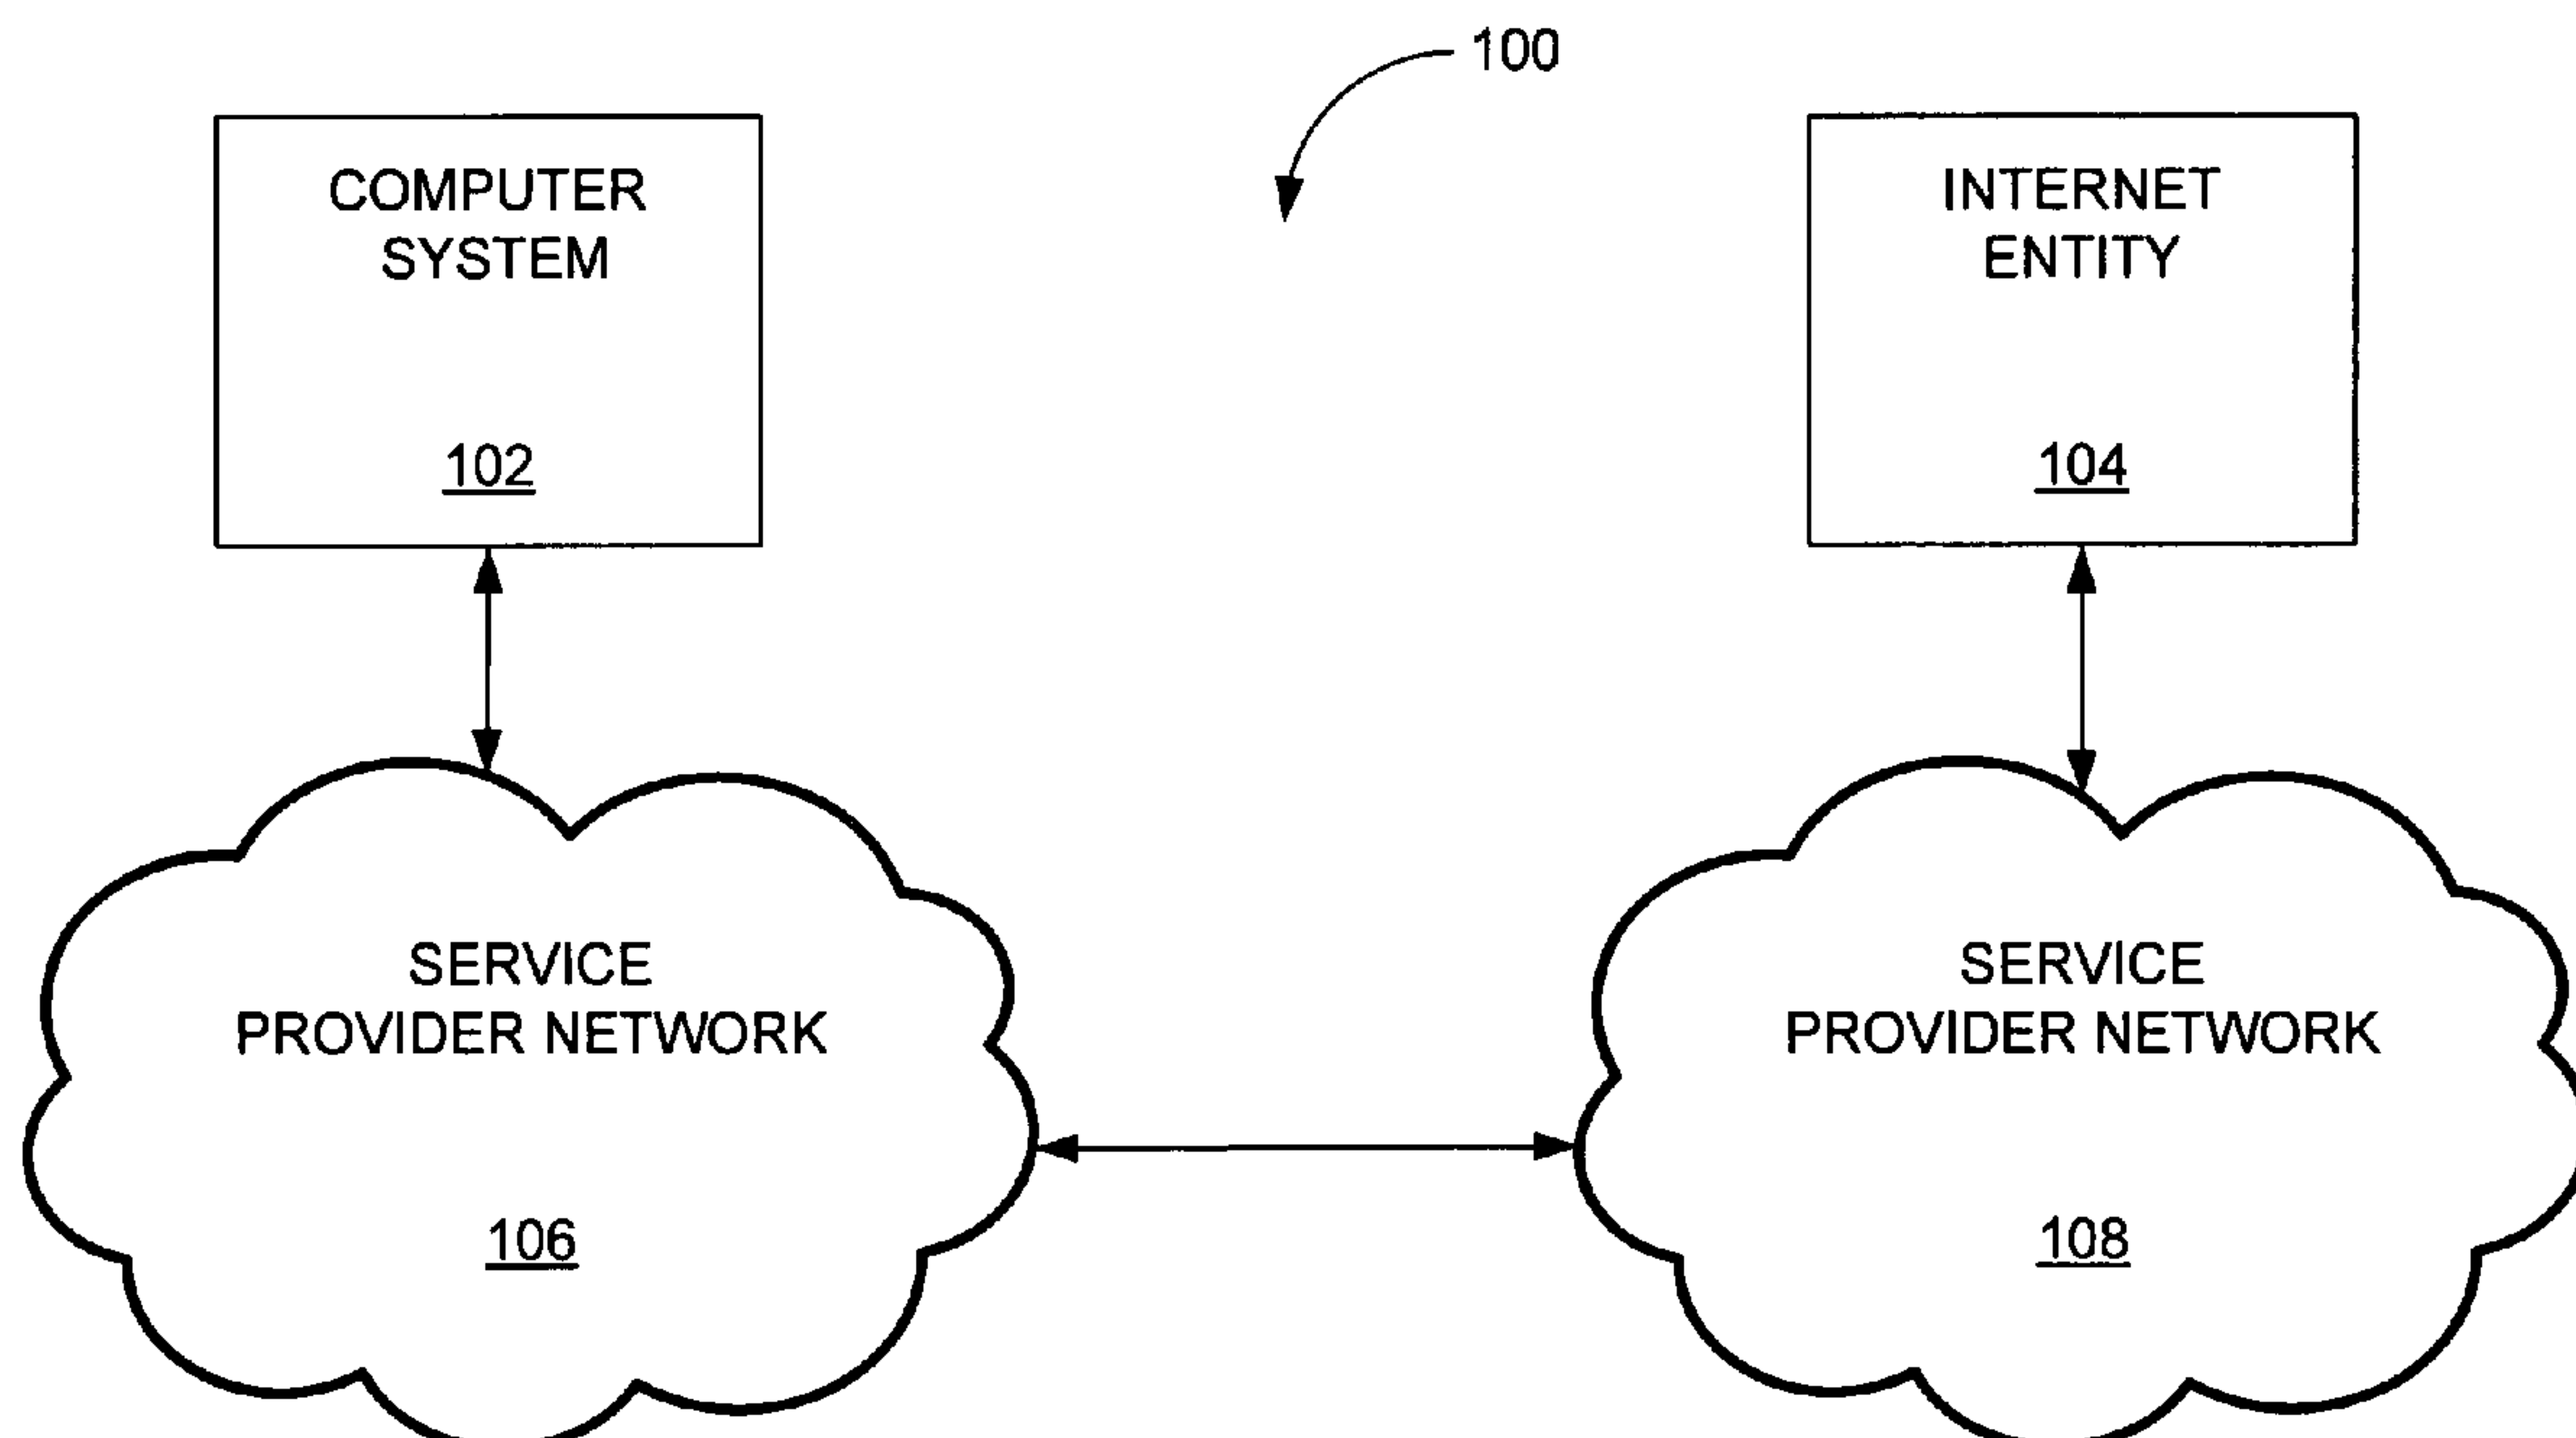 100
COMPUTER
SYSTEM
102
INTERNET
ENTITY
104
SERVICE
PROVIDER NETWORK
106
SERVICE
PROVIDER NETWORK
108